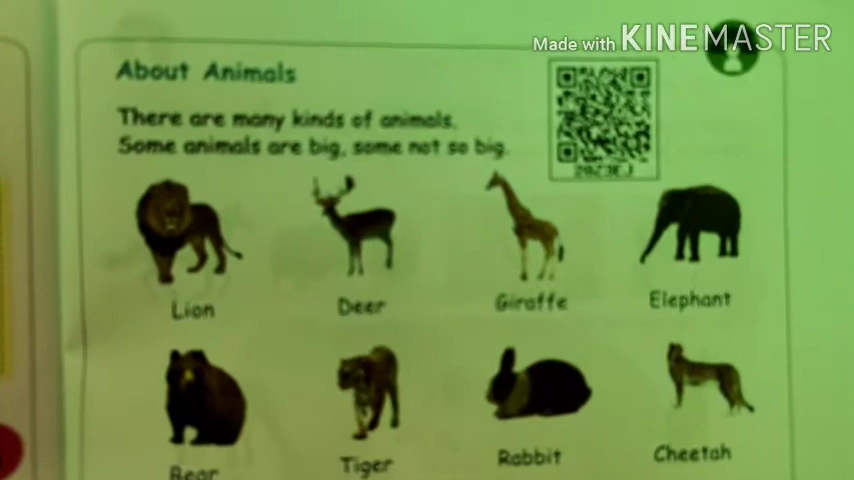 Made with KINEMASTER
About Animals
There are many kinds of animals.
Some animals are big, some not so big.
2023EJ
Lion Deer Giraffe Elephant
Bear Tiger Rabbit Cheetah